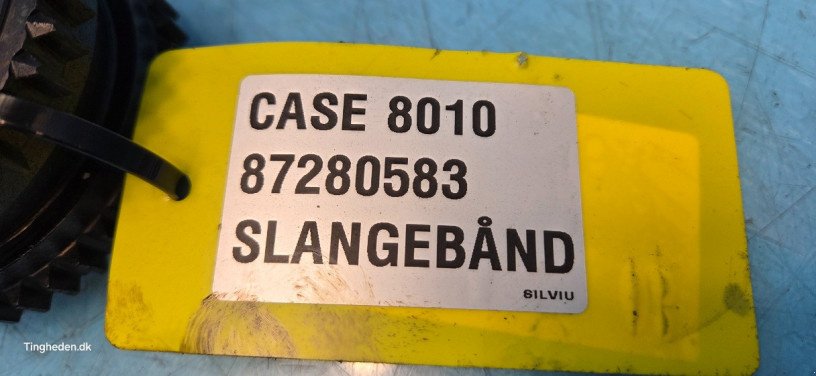 CASE 8010
87280583
SLANGEBÅND
SILVIU
Tingheden.dk